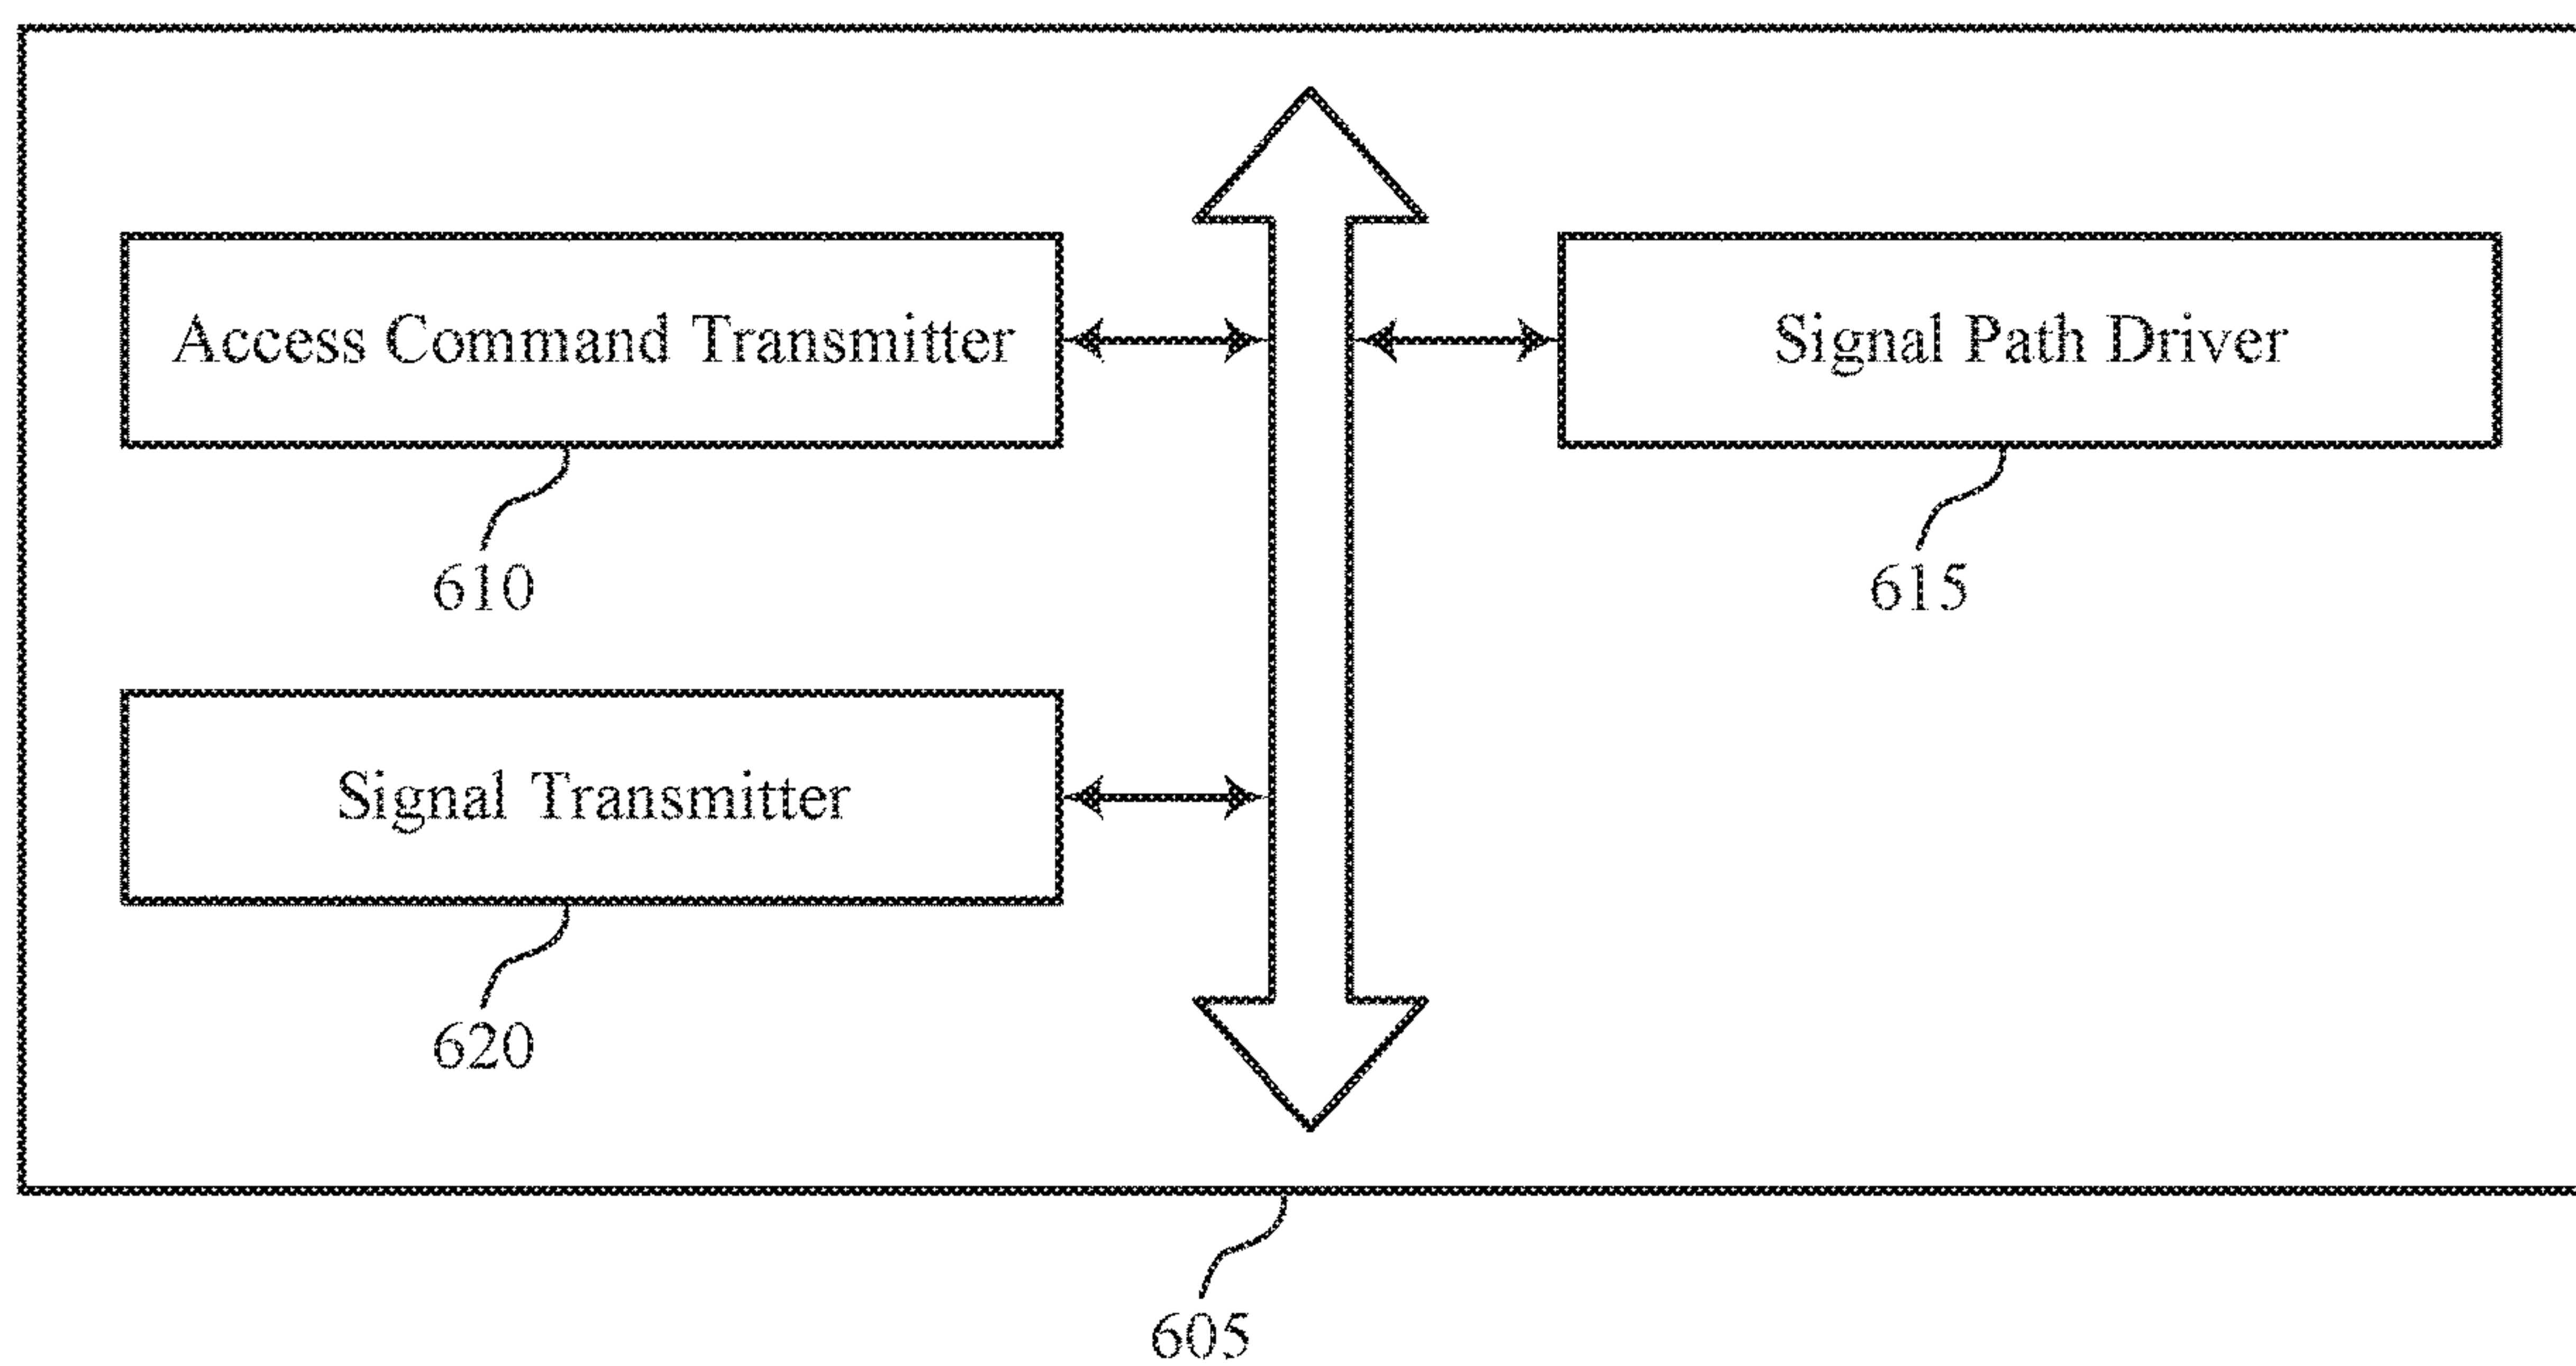 Access Command Transmitter
Signal Path Driver
610
615
Signal Transmitter
620
605